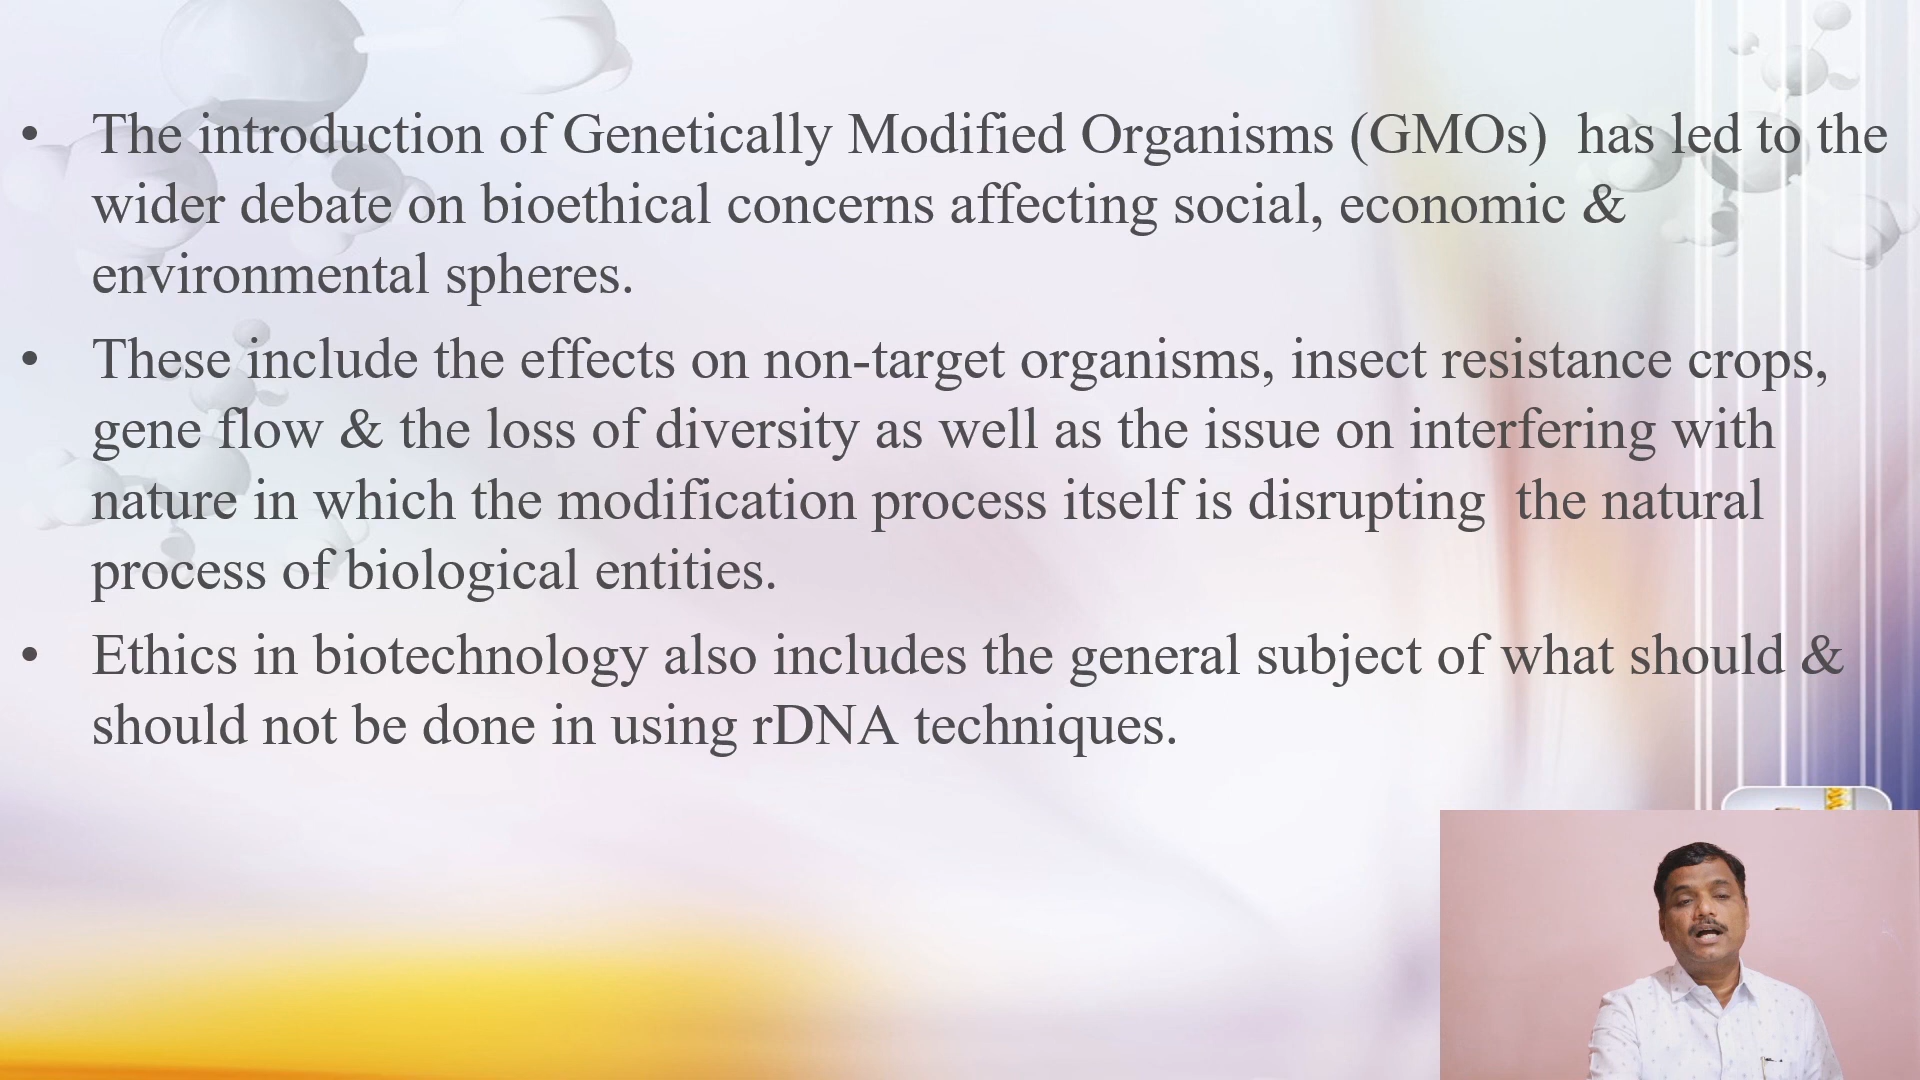 • The introduction of Genetically Modified Organisms (GMOs)  has led to the
wider debate on bioethical concerns affecting social, economic &
environmental spheres.
• These include the effects on non-target organisms, insect resistance crops,
gene flow & the loss of diversity as well as the issue on interfering with
nature in which the modification process itself is disrupting  the natural
process of biological entities.
• Ethics in biotechnology also includes the general subject of what should &
should not be done in using rDNA techniques.